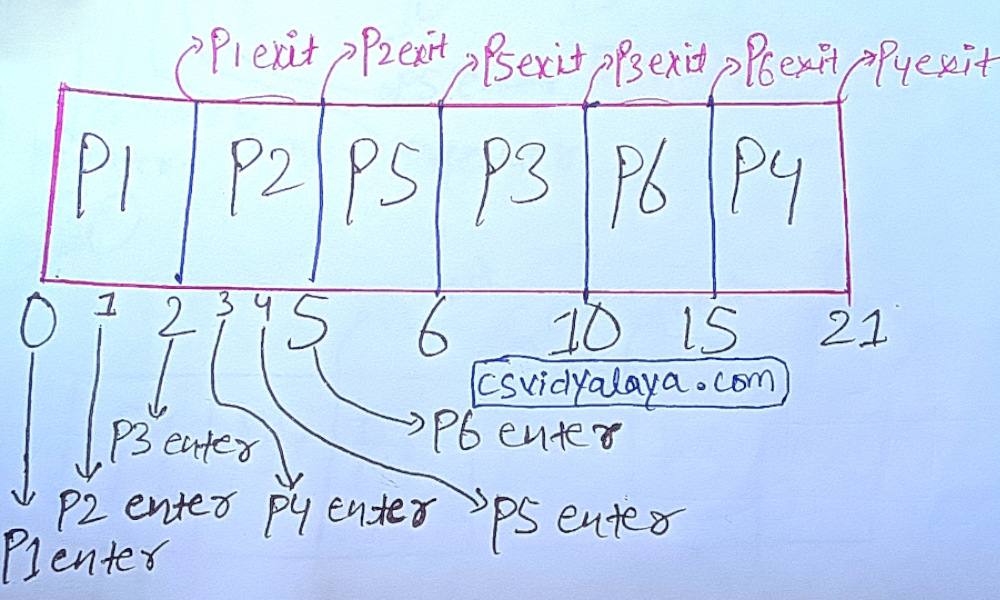 P1 exit P2 exit P5 exit P3 exit P6 exit P4 exit
P1 P2 P5 P3 P6 P4
0 1 2 3 4 5 6 10 15 21
csvidyalaya.com
P3 enter P6 enter
P2 enter P4 enter P5 enter
P1 enter